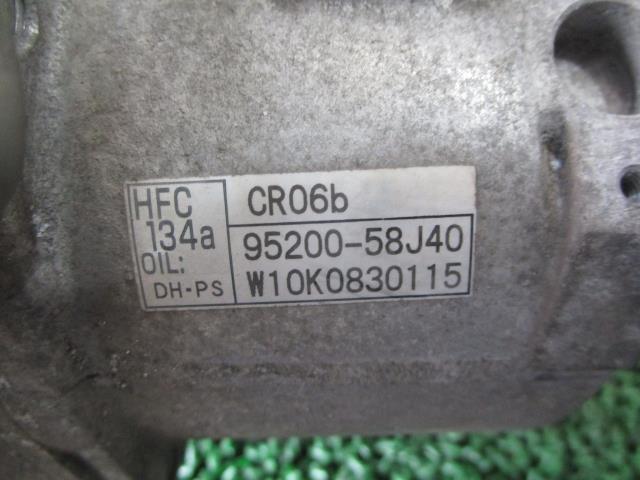 HFC
134a
OIL:
DH-PS
CR06b
95200-58J40
W10K0830115